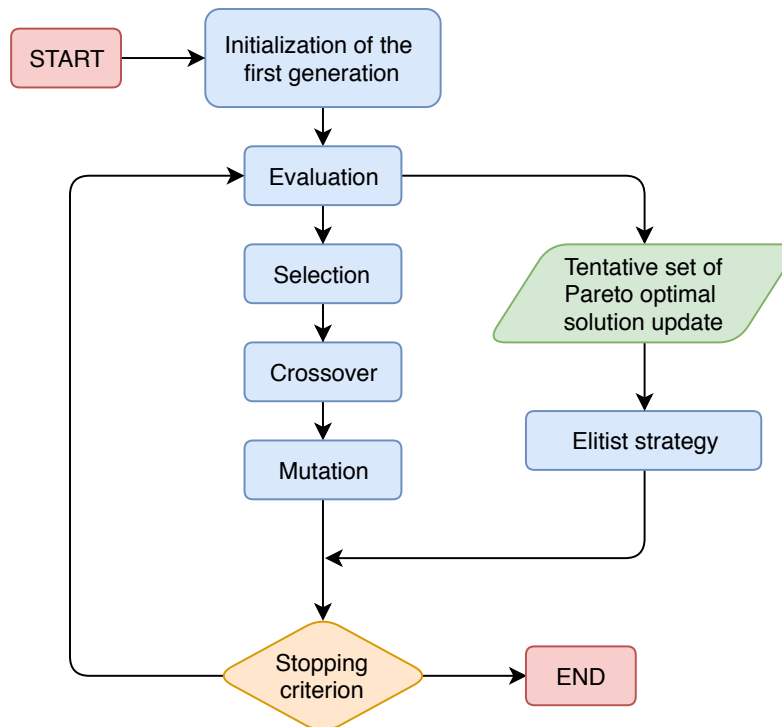 START
Initialization of the
first generation
Evaluation
Selection
Tentative set of
Pareto optimal
solution update
Crossover
Elitist strategy
Mutation
Stopping
criterion
END